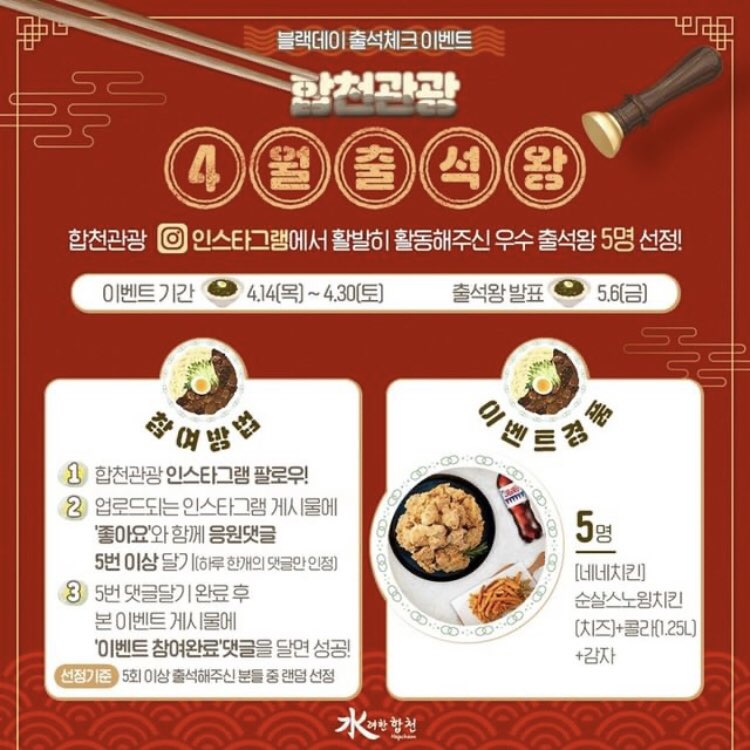 블랙데이 출석체크 이벤트
합천관광
4월출석왕
합천관광 인스타그램에서 활발히 활동해주신 우수 출석왕 5명 선정!
이벤트 기간 4.14(목) ~ 4.30(토) 출석왕 발표 5.6(금)
참여방법
1 합천관광 인스타그램 팔로우!
2 업로드되는 인스타그램 게시물에
'좋아요'와 함께 응원댓글
5번 이상 달기(하루 한개의 댓글만 인정)
3 5번 댓글달기 완료 후
본 이벤트 게시물에
'이벤트 참여완료'댓글을 달면 성공!
선정기준 5회 이상 출석해주신 분들 중 랜덤 선정
이벤트경품
5명
[네네치킨]
순살스노윙치킨
(치즈)+콜라(1.25L)
+감자
水려한합천
Hapcheon